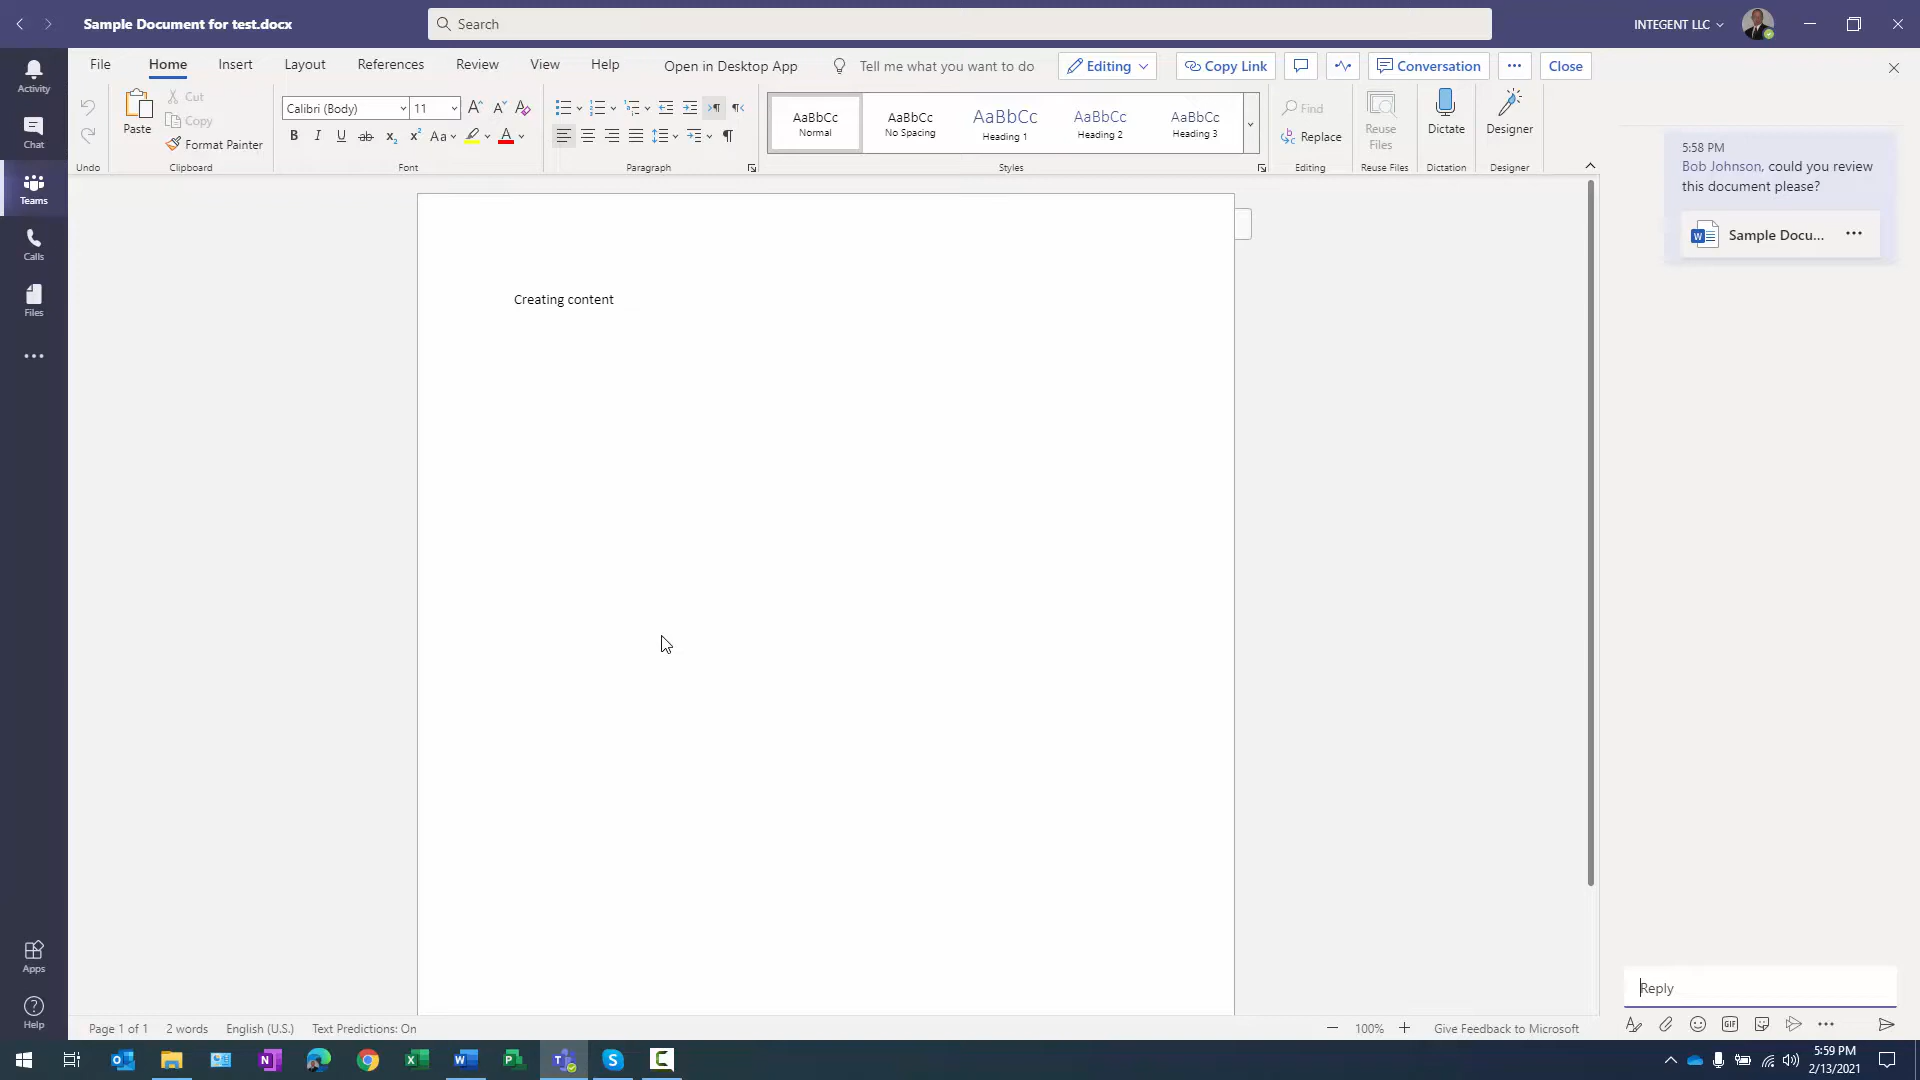 Sample Document for test.docx
Search
INTEGENT LLC
Activity
Chat
Teams
Calls
Files
Apps
Help
File
Home
Insert
Layout
References
Review
View
Help
Open in Desktop App
Tell me what you want to do
Editing
Copy Link
Conversation
Close
Paste
Cut
Copy
Format Painter
Calibri (Body)
11
AaBbCc
Normal
AaBbCc
No Spacing
AaBbCc
Heading 1
AaBbCc
Heading 2
AaBbCc
Heading 3
Find
Replace
Reuse
Files
Dictate
Designer
Undo
Clipboard
Font
Paragraph
Styles
Editing
Reuse Files
Dictation
Designer
Creating content
5:58 PM
Bob Johnson, could you review
this document please?
Sample Docu...
Reply
GIF
Page 1 of 1
2 words
English (U.S.)
Text Predictions: On
100%
Give Feedback to Microsoft
5:59 PM
2/13/2021